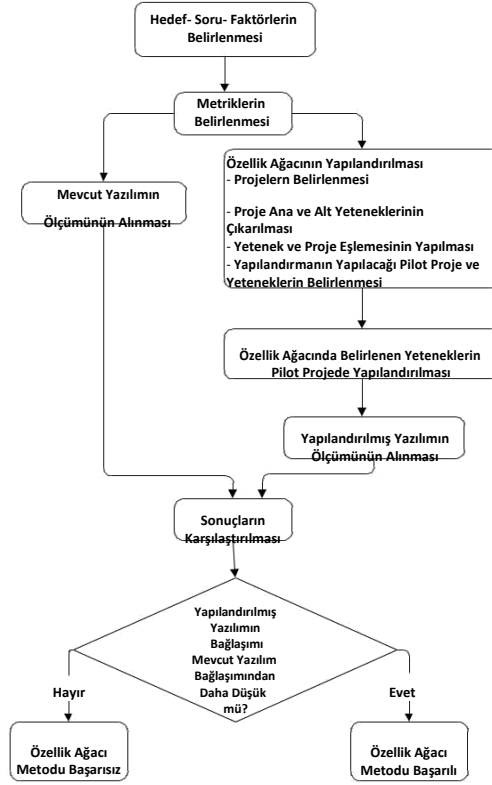 Hedef- Soru- Faktörlerin
Belirlenmesi
Metriklerin
Belirlenmesi
Mevcut Yazılımın
Ölçümünün Alınması
Özellik Ağacının Yapılandırılması
- Projelern Belirlenmesi
- Proje Ana ve Alt Yeteneklerinin
Çıkarılması
- Yetenek ve Proje Eşlemesinin Yapılması
- Yapılandırmanın Yapılacağı Pilot Proje ve
Yeteneklerin Belirlenmesi
Özellik Ağacında Belirlenen Yeteneklerin
Pilot Projede Yapılandırılması
Yapılandırılmış Yazılımın
Ölçümünün Alınması
Sonuçların
Karşılaştırılması
Yapılandırılmış
Yazılımın
Bağlaşımı
Mevcut Yazılım
Bağlaşımından
Daha Düşük
mü?
Hayır
Evet
Özellik Ağacı
Metodu Başarısız
Özellik Ağacı
Metodu Başarılı